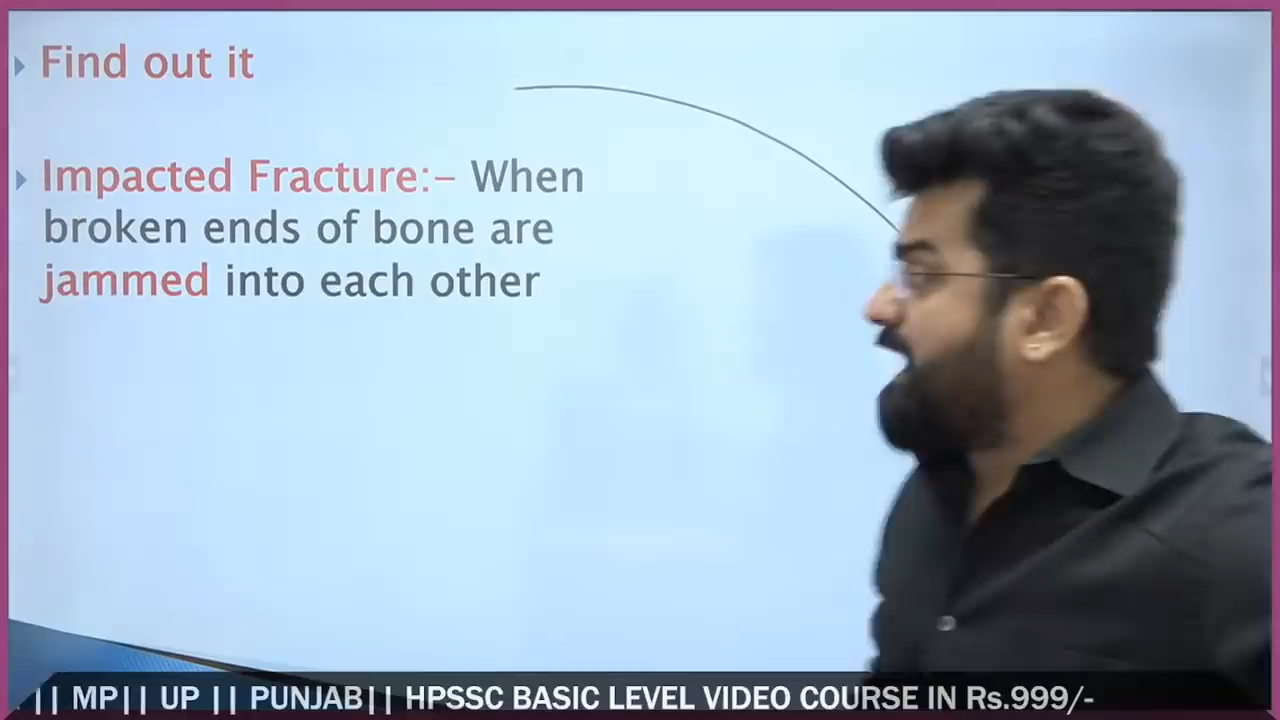 Find out it
Impacted Fracture:- When
broken ends of bone are
jammed into each other
|| MP|| UP || PUNJAB|| HPSSC BASIC LEVEL VIDEO COURSE IN Rs.999/-